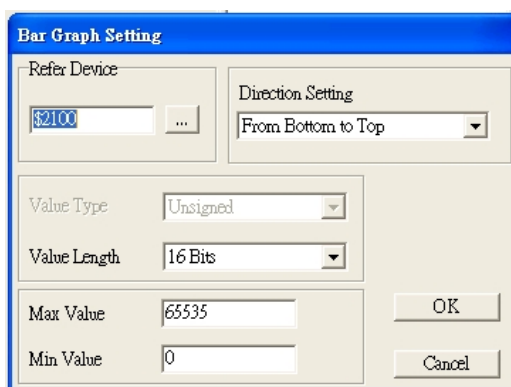 Bar Graph Setting
Refer Device
$2100
...
Direction Setting
From Bottom to Top
Value Type
Unsigned
Value Length
16 Bits
Max Value
65535
Min Value
0
OK
Cancel